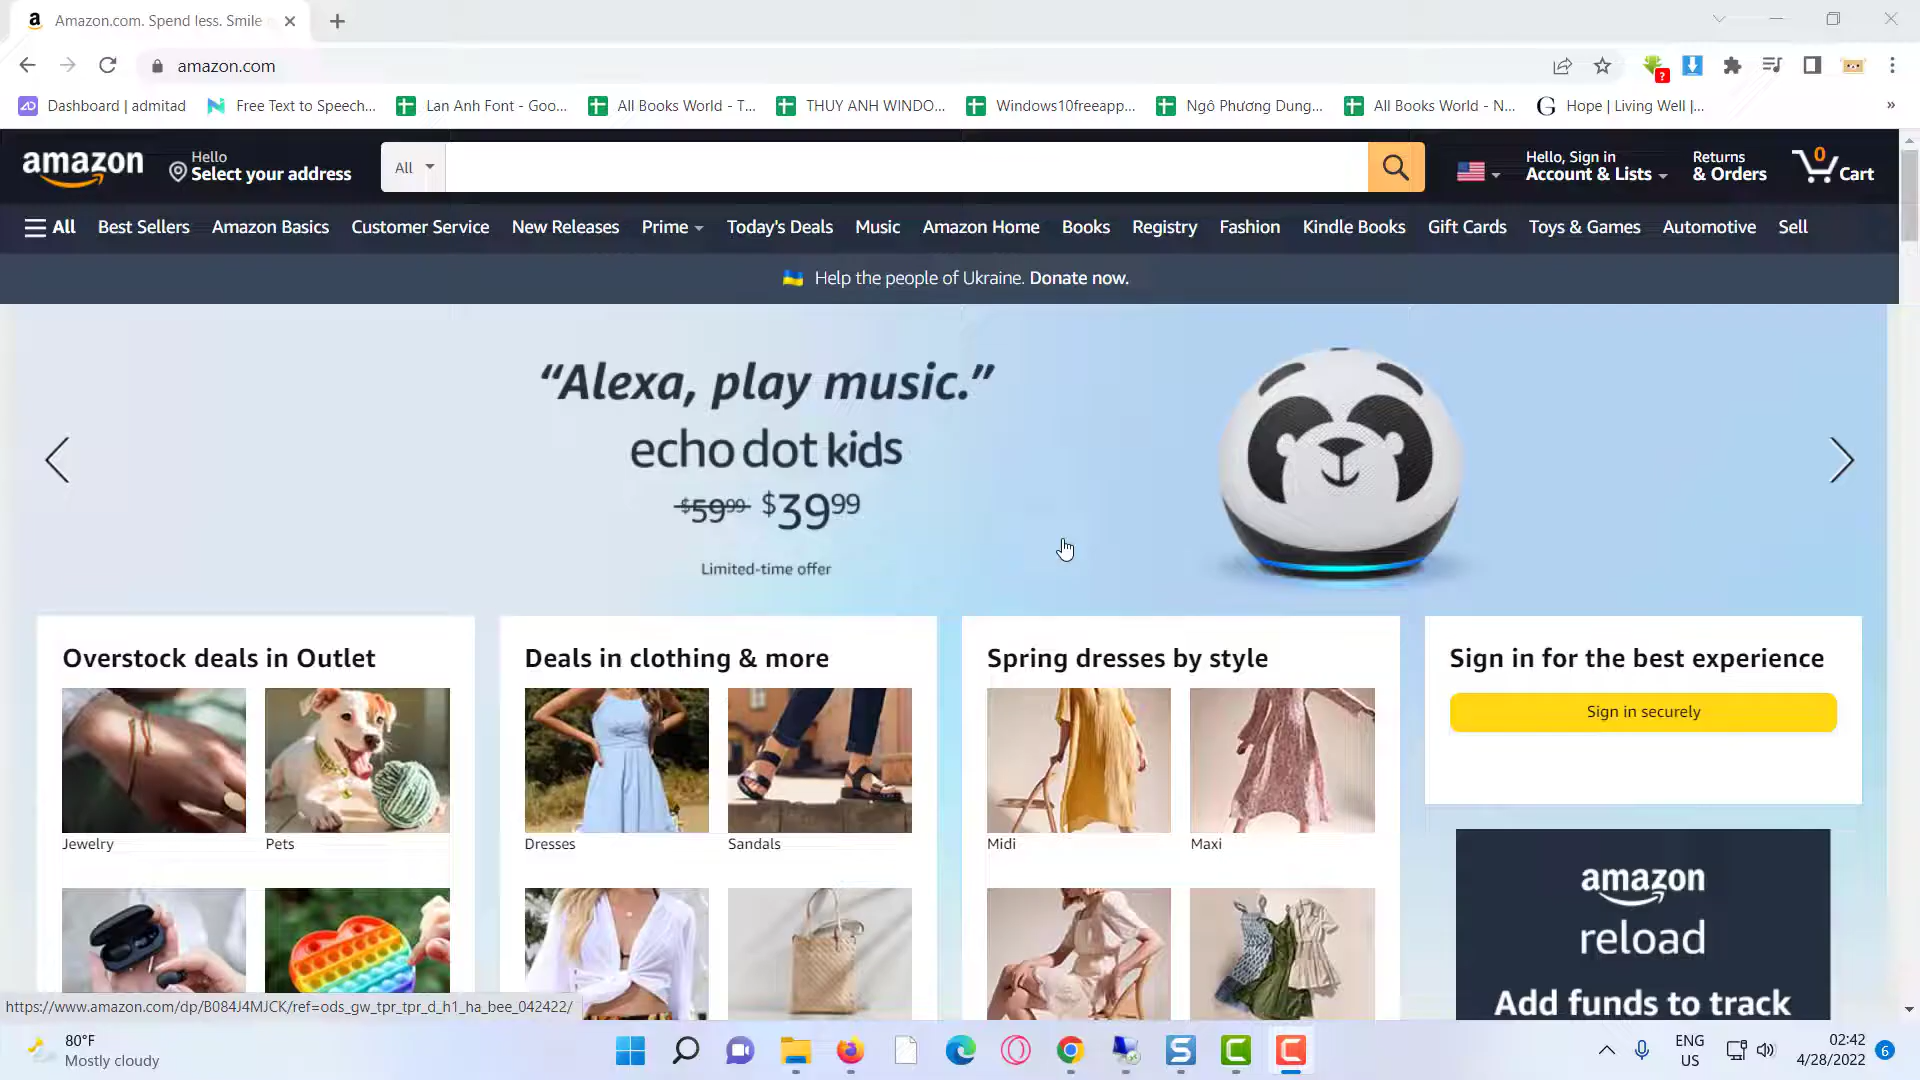 Amazon.com. Spend less. Smile
amazon.com
Dashboard | admitad
Free Text to Speech...
Lan Anh Font - Goo...
All Books World - T...
THUY ANH WINDO...
Windows10freeapp...
Ngô Phương Dung...
All Books World - N...
Hope | Living Well |...
amazon
Hello
Select your address
All
Hello, Sign in
Account & Lists
Returns
& Orders
0
Cart
All
Best Sellers
Amazon Basics
Customer Service
New Releases
Prime
Today's Deals
Music
Amazon Home
Books
Registry
Fashion
Kindle Books
Gift Cards
Toys & Games
Automotive
Sell
Help the people of Ukraine. Donate now.
“Alexa, play music.”
echo dot kids
$59⁹⁹ $39⁹⁹
Limited-time offer
Overstock deals in Outlet
Jewelry
Pets
Deals in clothing & more
Dresses
Sandals
Spring dresses by style
Midi
Maxi
Sign in for the best experience
Sign in securely
amazon
reload
Add funds to track
https://www.amazon.com/dp/B084J4MJCK/ref=ods_gw_tpr_tpr_d_h1_ha_bee_042422/
80°F
Mostly cloudy
ENG
US
02:42
4/28/2022
6